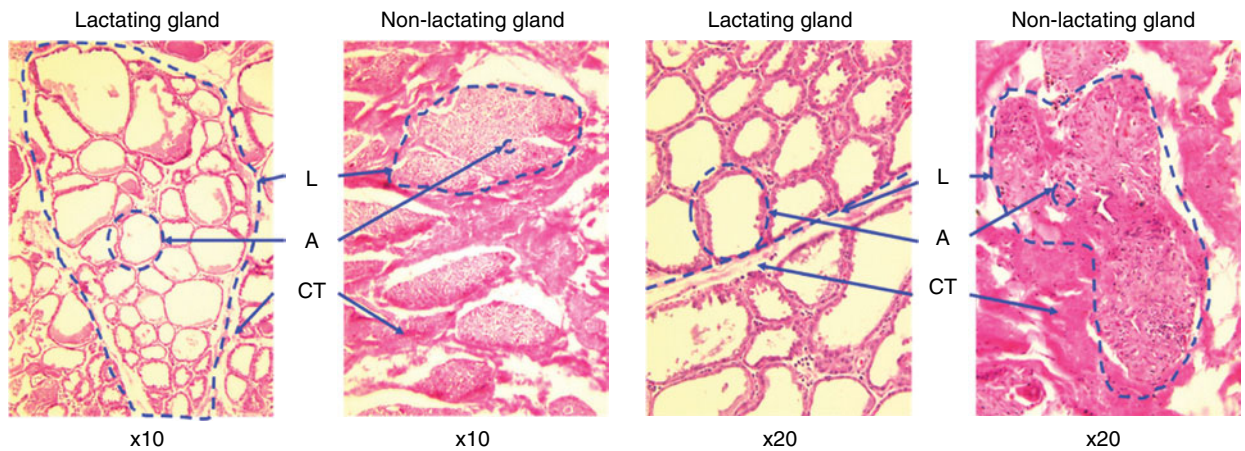 Lactating gland
Non-lactating gland
Lactating gland
Non-lactating gland
L
A
CT
L
A
CT
x10
x10
x20
x20